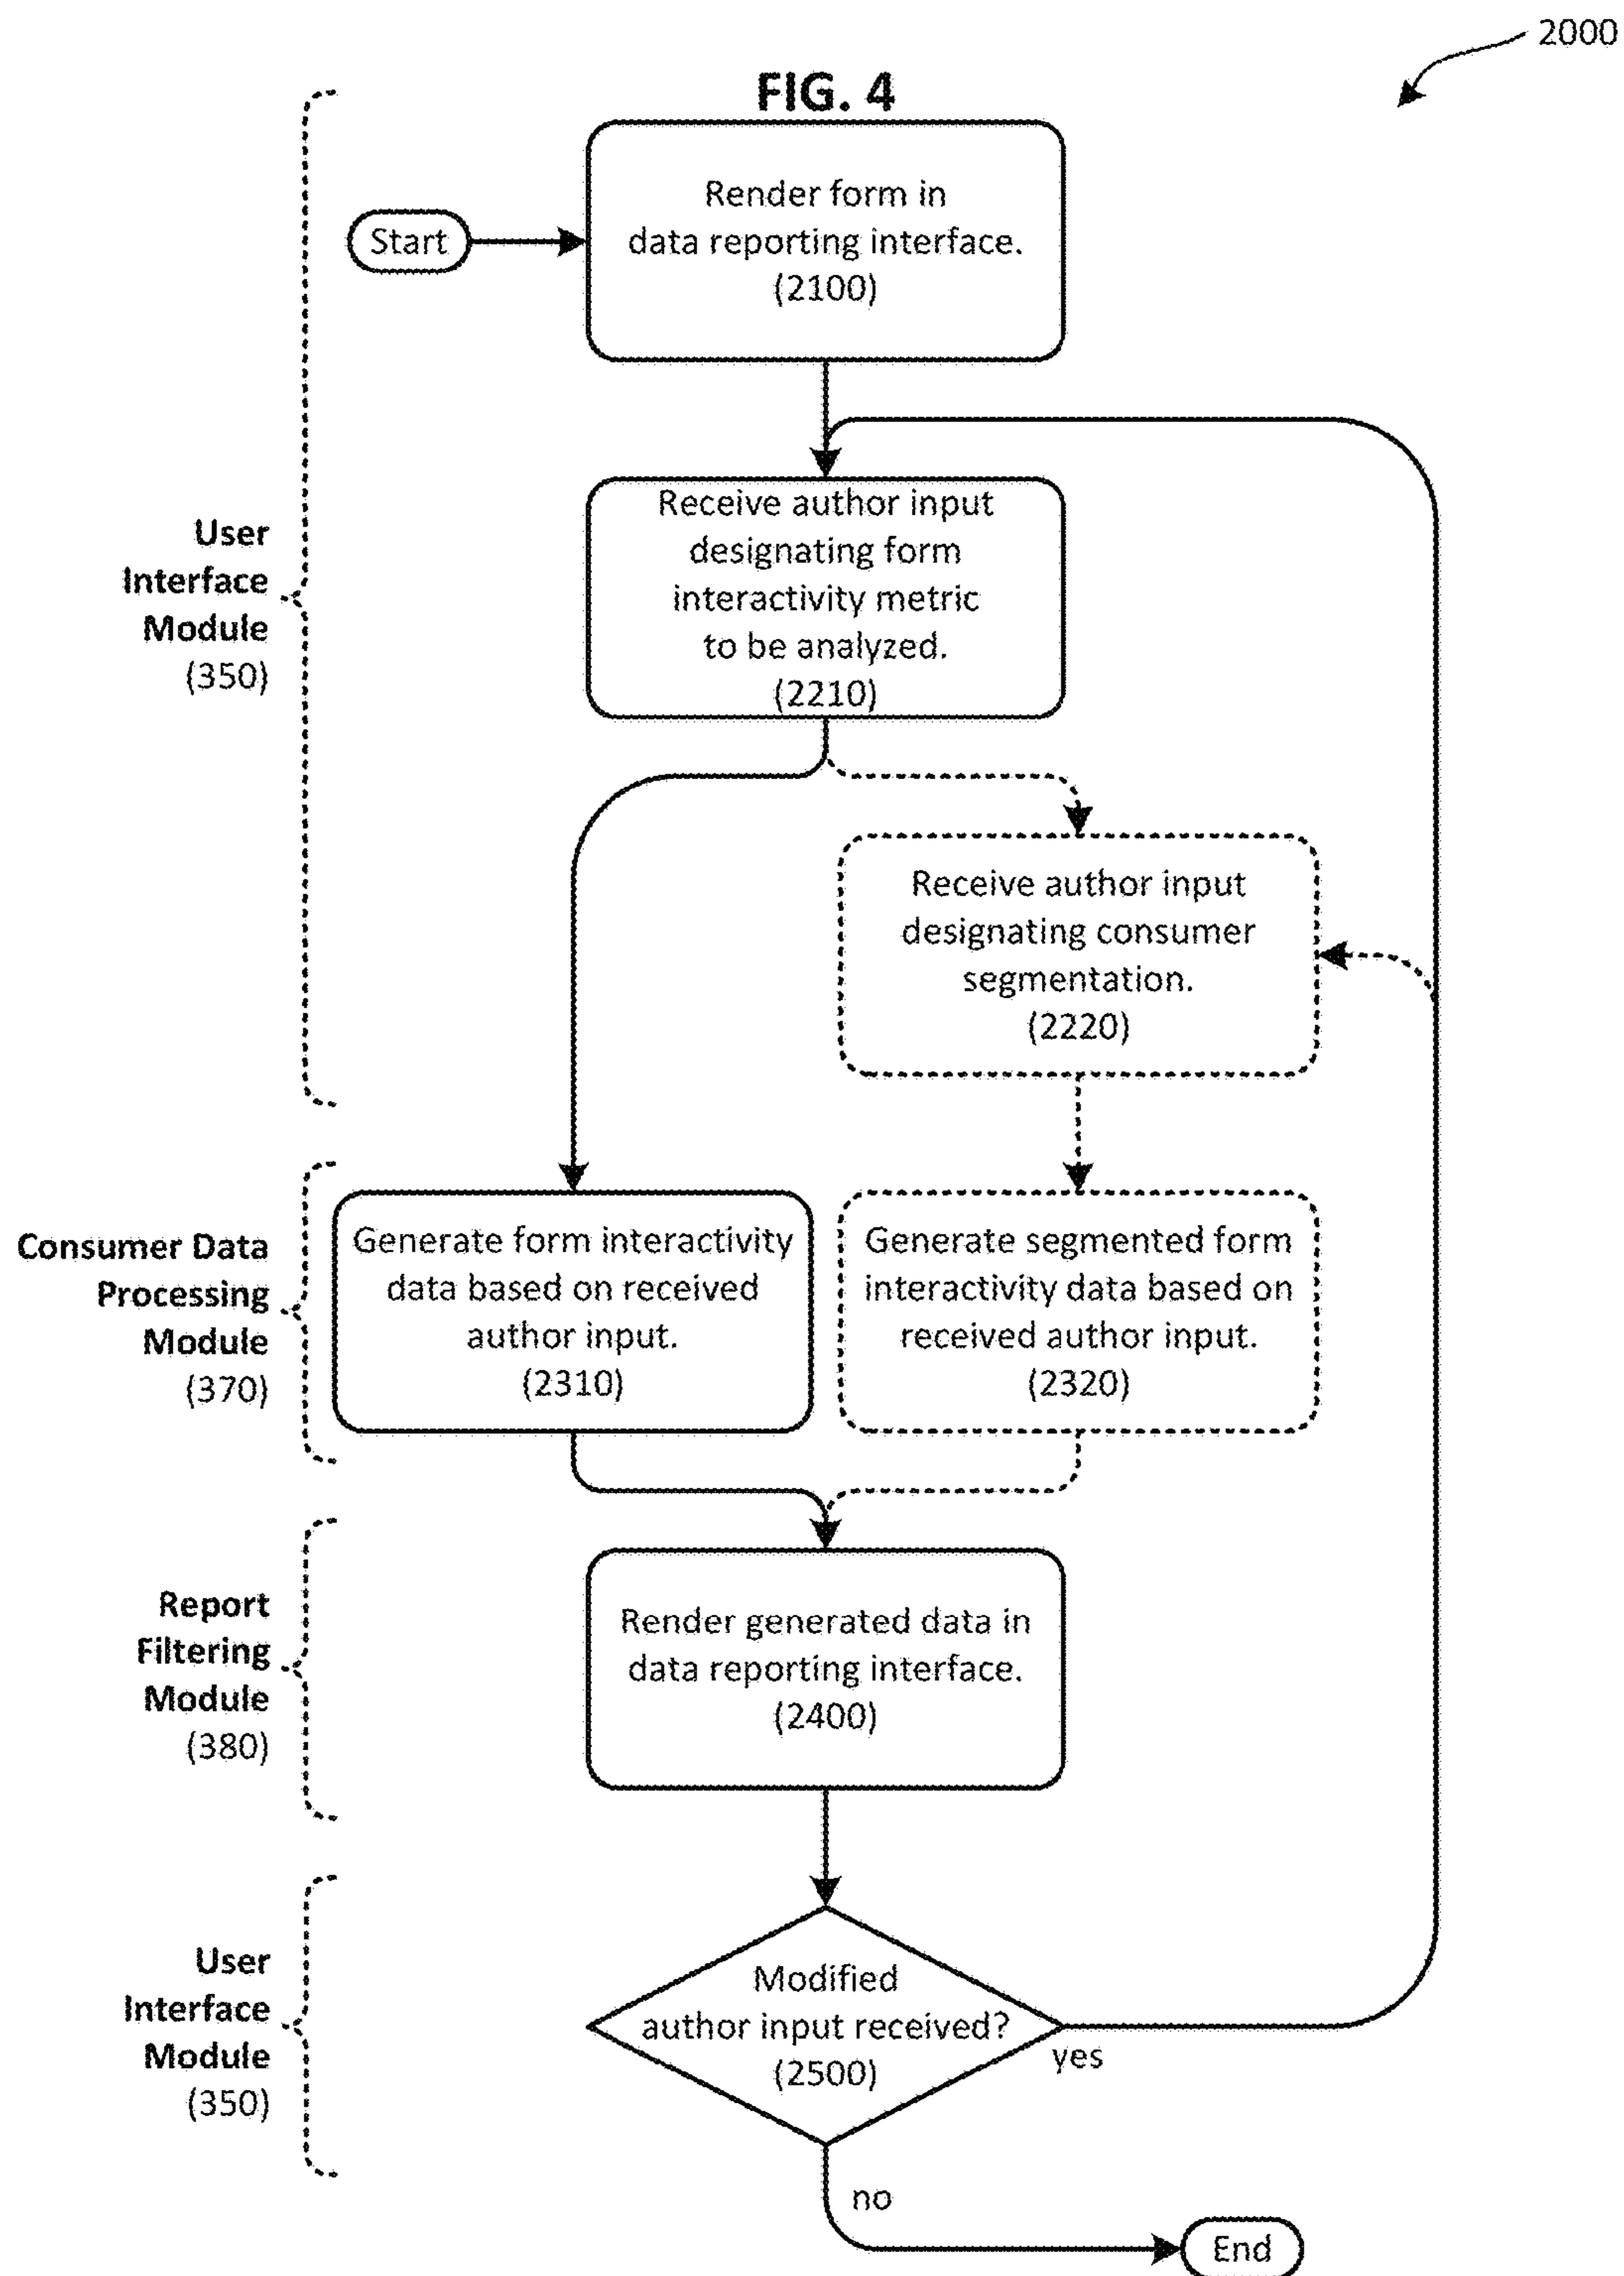 2000
FIG. 4
Render form in
data reporting interface.
(2100)
Start
Receive author input
designating form
interactivity metric
to be analyzed.
(2210)
User
Interface
Module
(350)
Receive author input
designating consumer
segmentation.
(2220)
Consumer Data
Processing
Module
(370)
Generate form interactivity
data based on received
author input.
(2310)
Generate segmented form
interactivity data based on
received author input.
(2320)
Report
Filtering
Module
(380)
Render generated data in
data reporting interface.
(2400)
User
Interface
Module
(350)
Modified
author input received?
(2500)
yes
no
End